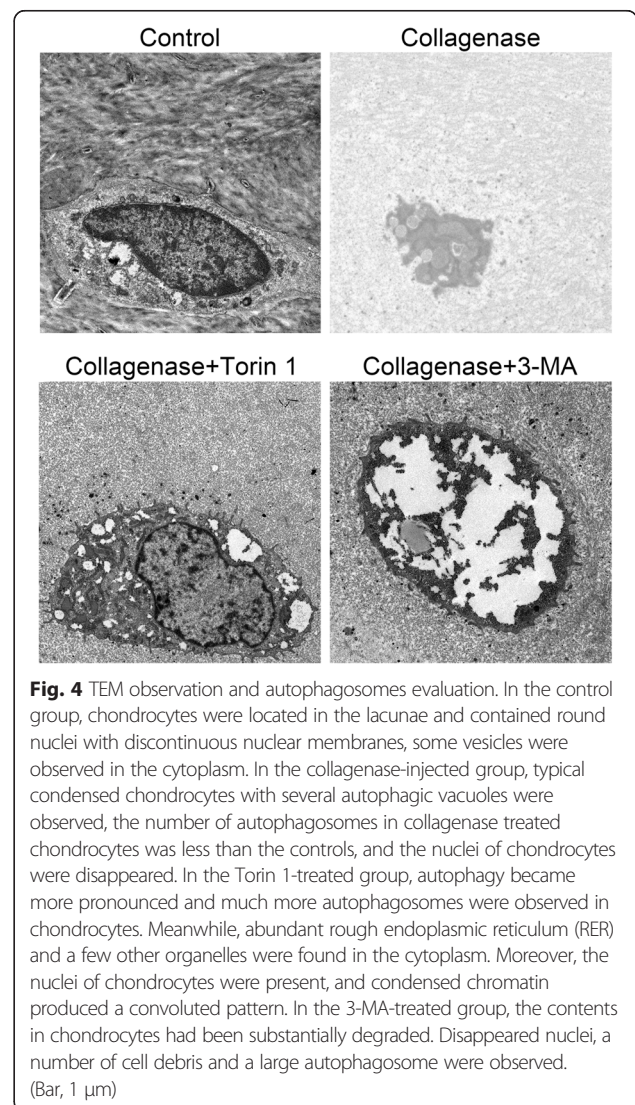 Control
Collagenase
Collagenase+Torin 1
Collagenase+3-MA
Fig. 4 TEM observation and autophagosomes evaluation. In the control
group, chondrocytes were located in the lacunae and contained round
nuclei with discontinuous nuclear membranes, some vesicles were
observed in the cytoplasm. In the collagenase-injected group, typical
condensed chondrocytes with several autophagic vacuoles were
observed, the number of autophagosomes in collagenase treated
chondrocytes was less than the controls, and the nuclei of chondrocytes
were disappeared. In the Torin 1-treated group, autophagy became
more pronounced and much more autophagosomes were observed in
chondrocytes. Meanwhile, abundant rough endoplasmic reticulum (RER)
and a few other organelles were found in the cytoplasm. Moreover, the
nuclei of chondrocytes were present, and condensed chromatin
produced a convoluted pattern. In the 3-MA-treated group, the contents
in chondrocytes had been substantially degraded. Disappeared nuclei, a
number of cell debris and a large autophagosome were observed.
(Bar, 1 μm)